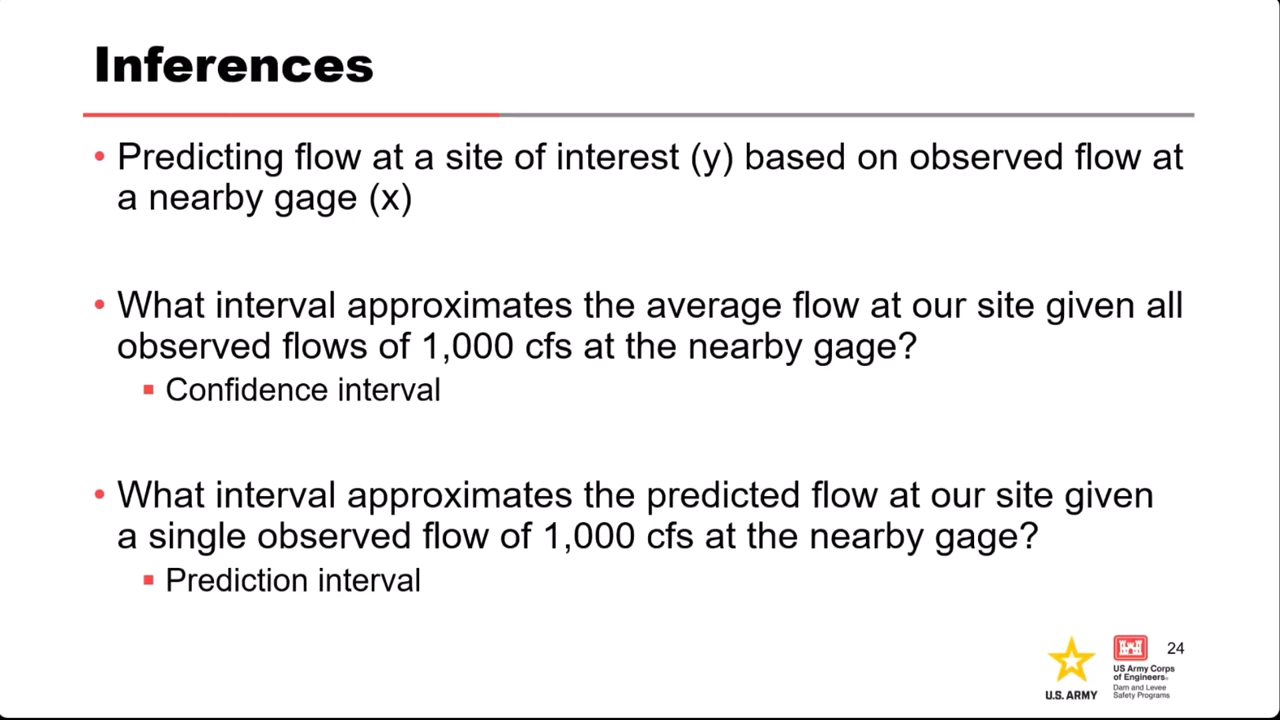 Inferences
• Predicting flow at a site of interest (y) based on observed flow at
a nearby gage (x)
• What interval approximates the average flow at our site given all
observed flows of 1,000 cfs at the nearby gage?
▪ Confidence interval
• What interval approximates the predicted flow at our site given
a single observed flow of 1,000 cfs at the nearby gage?
▪ Prediction interval
U.S. ARMY
US Army Corps
of Engineers®
Dam and Levee
Safety Programs
24